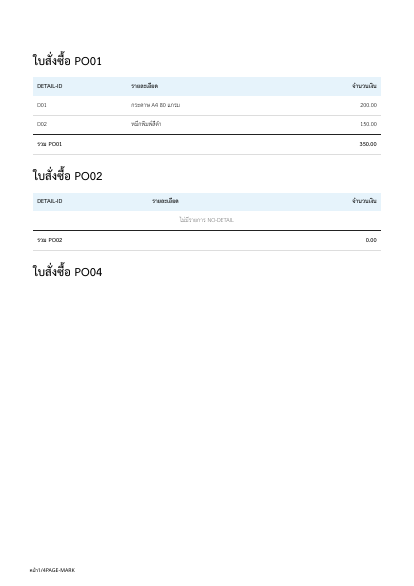 ใบสั่งซื้อ PO01
DETAIL-ID รายละเอียด จำนวนเงิน
D01 กระดาษ A4 80 แกรม 200.00
D02 หมึกพิมพ์สีดำ 150.00
รวม PO01 350.00
ใบสั่งซื้อ PO02
DETAIL-ID รายละเอียด จำนวนเงิน
ไม่มีรายการ NO-DETAIL
รวม PO02 0.00
ใบสั่งซื้อ PO04
หน้า1/4PAGE-MARK